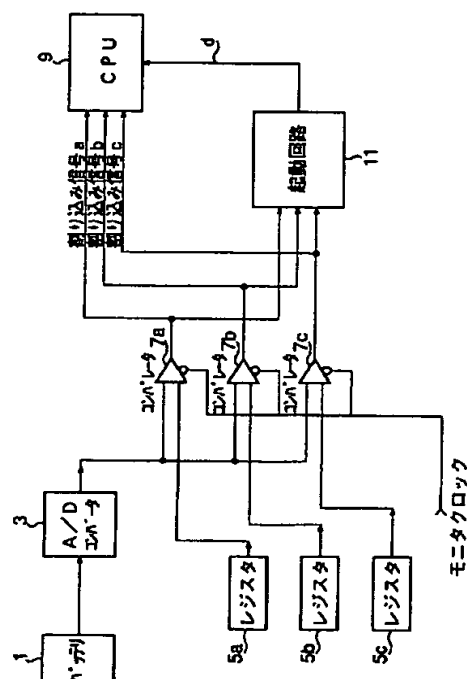 1
バッテリ
3
A/D
コンバータ
5a
レジスタ
5b
レジスタ
5c
レジスタ
コンパレータ 7a
コンパレータ 7b
コンパレータ 7c
モニタクロック
割り込み信号a
割り込み信号b
割り込み信号c
9
CPU
d
起動回路
11